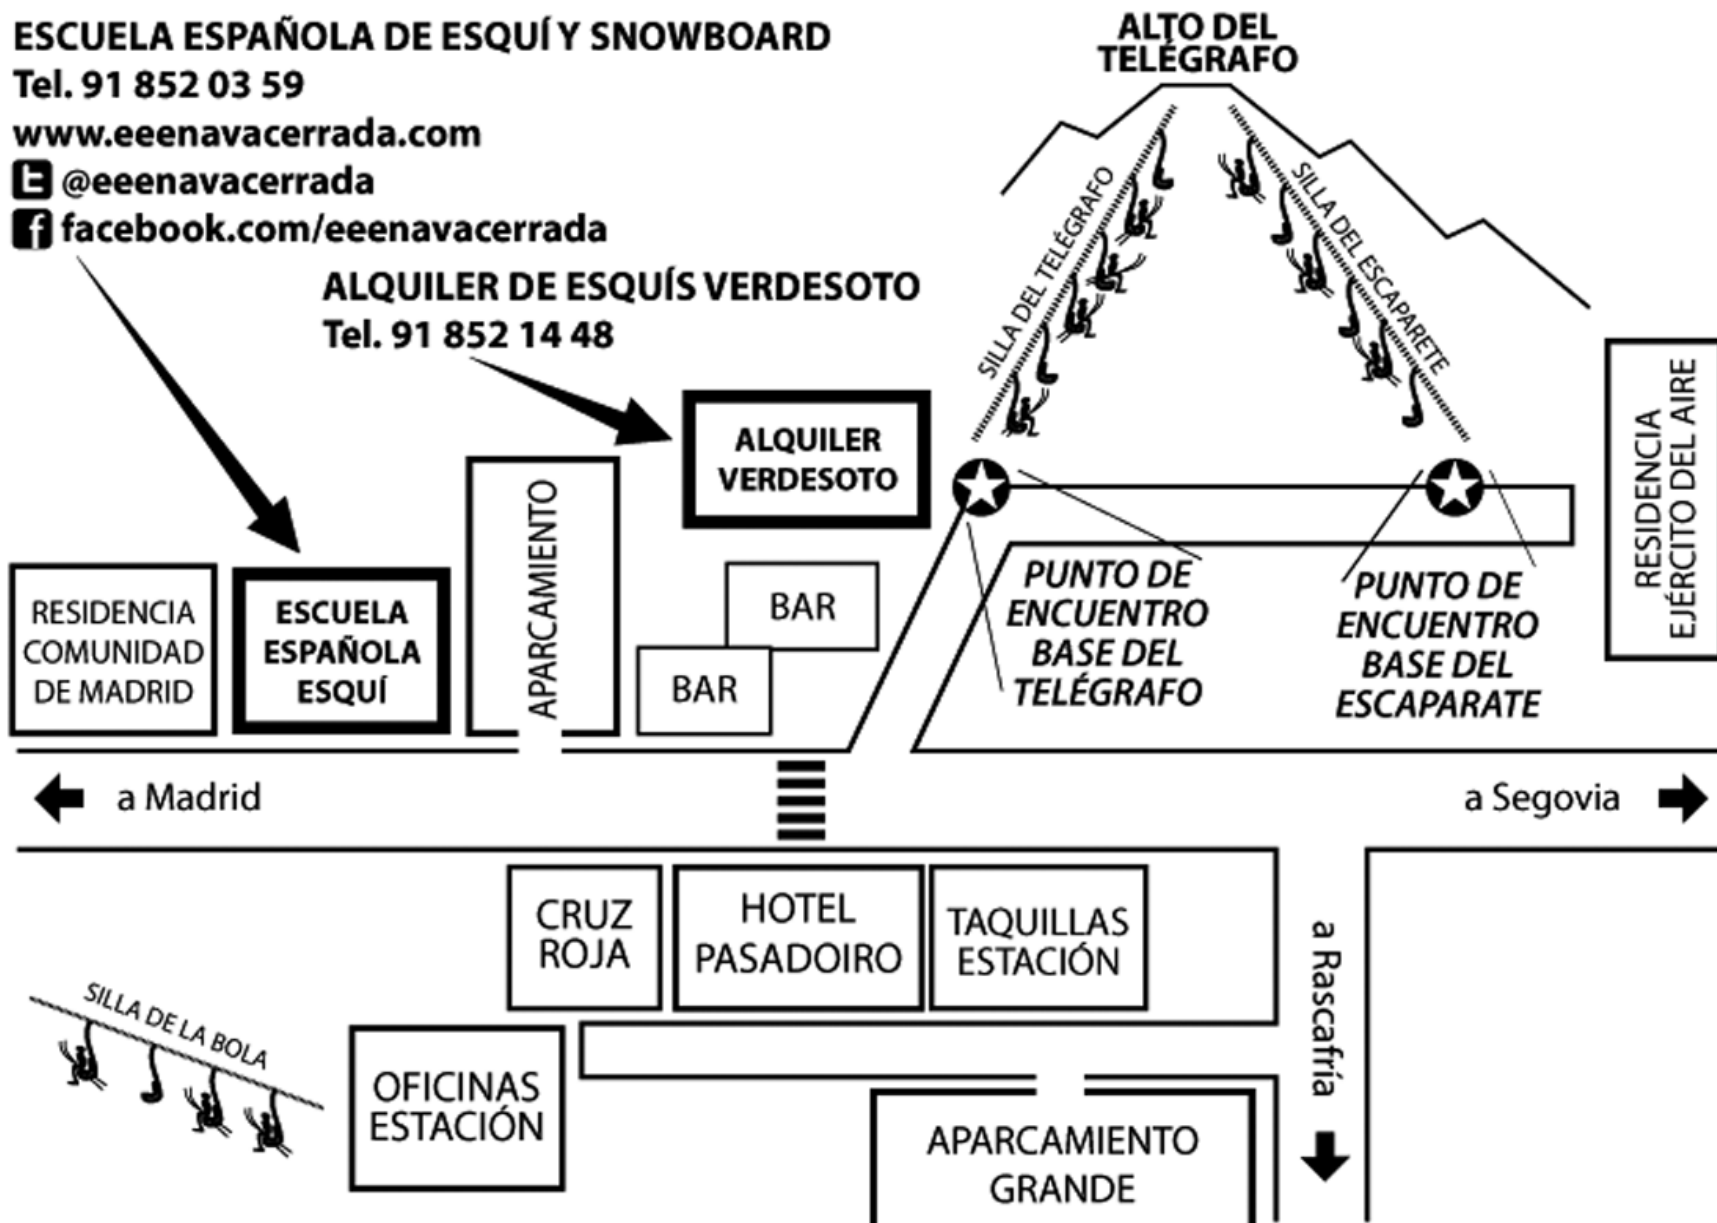 ESCUELA ESPAÑOLA DE ESQUÍ Y SNOWBOARD
Tel. 91 852 03 59
www.eeenavacerrada.com
@eeenavacerrada
facebook.com/eeenavacerrada
ALTO DEL
TELÉGRAFO
SILLA DEL TELÉGRAFO
SILLA DEL ESCAPARETE
ALQUILER DE ESQUÍS VERDESOTO
Tel. 91 852 14 48
ALQUILER
VERDESOTO
APARCAMIENTO
RESIDENCIA
EJÉRCITO DEL AIRE
RESIDENCIA
COMUNIDAD
DE MADRID
ESCUELA
ESPAÑOLA
ESQUÍ
BAR
BAR
PUNTO DE
ENCUENTRO
BASE DEL
TELÉGRAFO
PUNTO DE
ENCUENTRO
BASE DEL
ESCAPARATE
a Madrid
a Segovia
CRUZ
ROJA
HOTEL
PASADOIRO
TAQUILLAS
ESTACIÓN
a Rascafría
SILLA DE LA BOLA
OFICINAS
ESTACIÓN
APARCAMIENTO
GRANDE